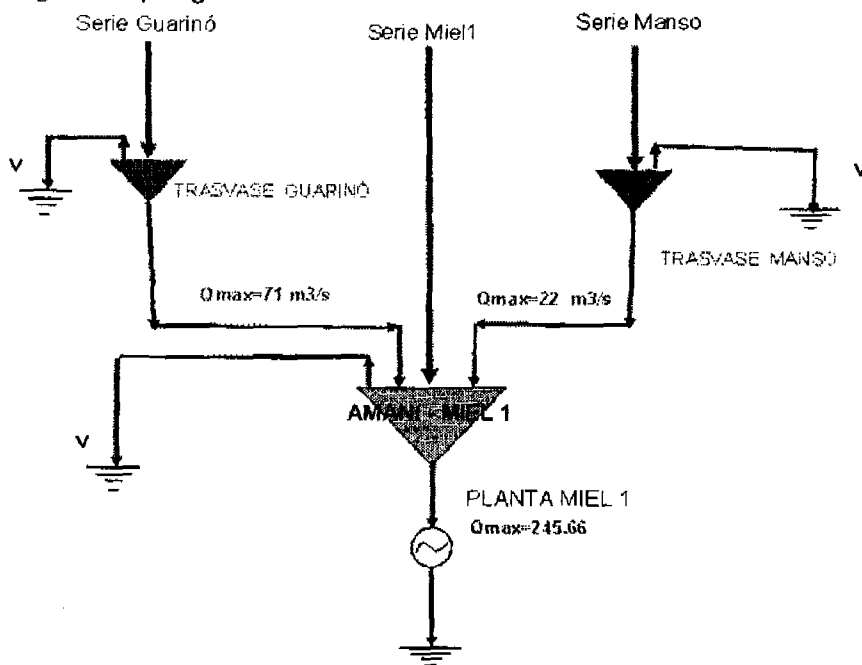 Serie Guarinó
Serie Miel1
Serie Manso
V
V
TRASVASE GUARINÓ
TRASVASE MANSO
Qmax=71 m3/s
Qmax=22 m3/s
AMANI - MIEL 1
V
PLANTA MIEL 1
Qmax=245.66